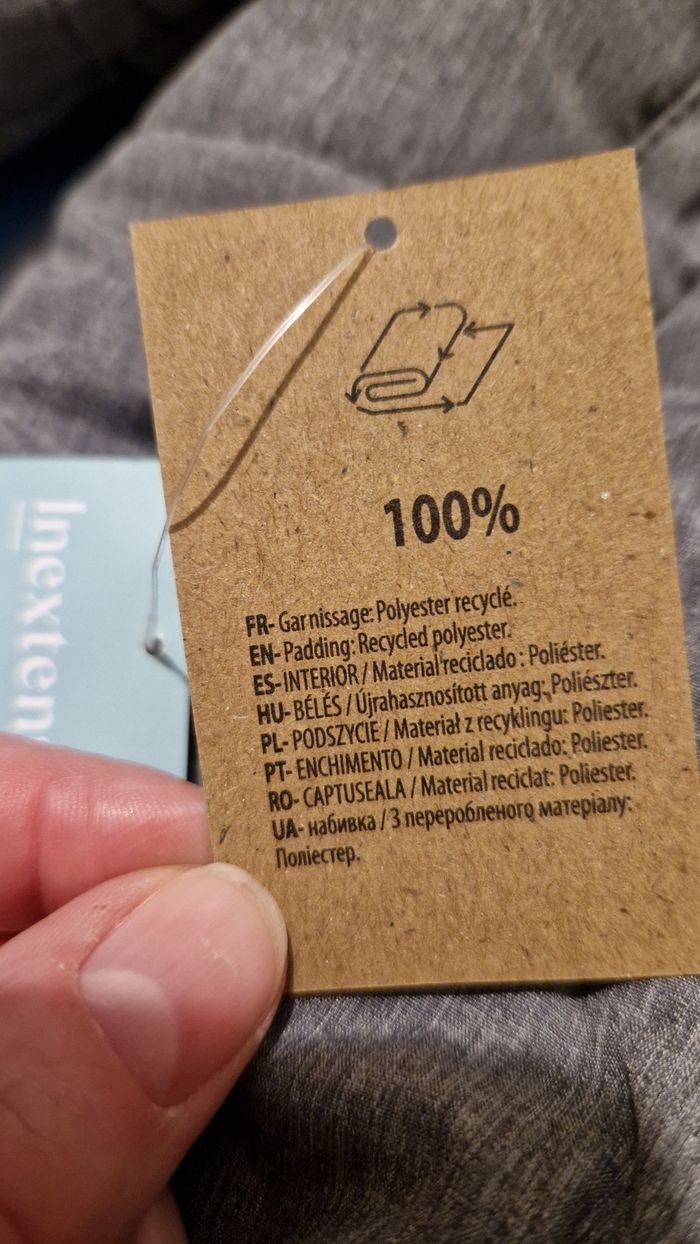 100%
FR- Garnissage: Polyester recyclé.
EN- Padding: Recycled polyester.
ES- INTERIOR / Material reciclado : Poliéster.
HU- BÉLÉS / Újrahasznosított anyag: Poliészter.
PL- PODSZYCIE / Materiał z recyklingu: Poliester.
PT- ENCHIMENTO / Material reciclado: Poliester.
RO- CAPTUSEALA / Material reciclat: Poliester.
UA- набивка / З переробленого матеріалу:
Поліестер.
Inexten